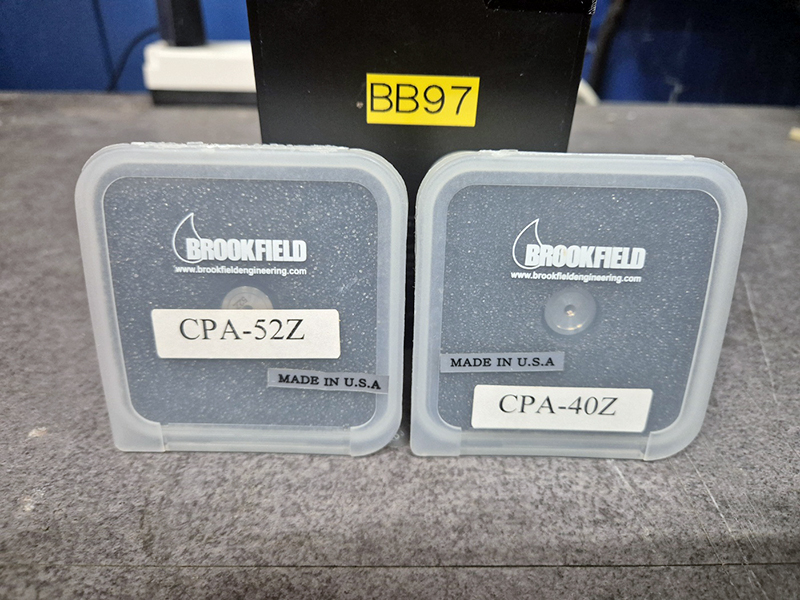 BB97
BROOKFIELD
www.brookfieldengineering.com
CPA-52Z
MADE IN U.S.A
BROOKFIELD
www.brookfieldengineering.com
MADE IN U.S.A
CPA-40Z